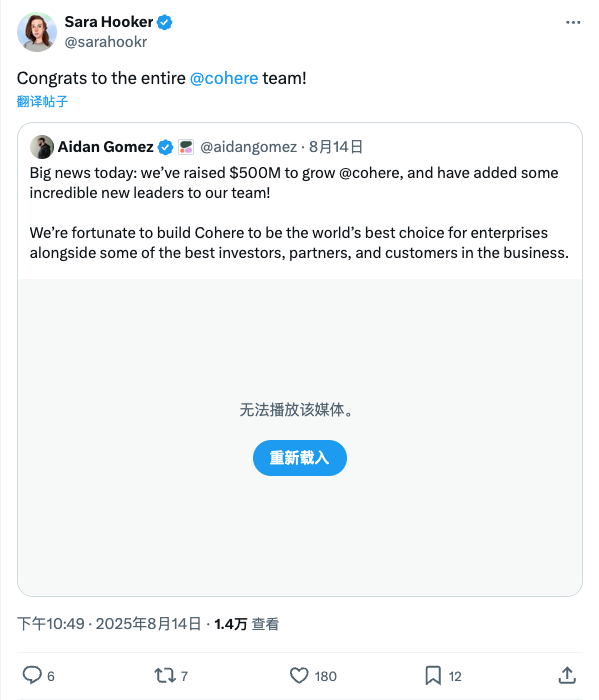 Sara Hooker
@sarahookr
Congrats to the entire @cohere team!
翻译帖子
Aidan Gomez @aidangomez · 8月14日
Big news today: we’ve raised $500M to grow @cohere, and have added some
incredible new leaders to our team!
We’re fortunate to build Cohere to be the world’s best choice for enterprises
alongside some of the best investors, partners, and customers in the business.
无法播放该媒体。
重新载入
下午10:49 · 2025年8月14日 · 1.4万 查看
6 7 180 12